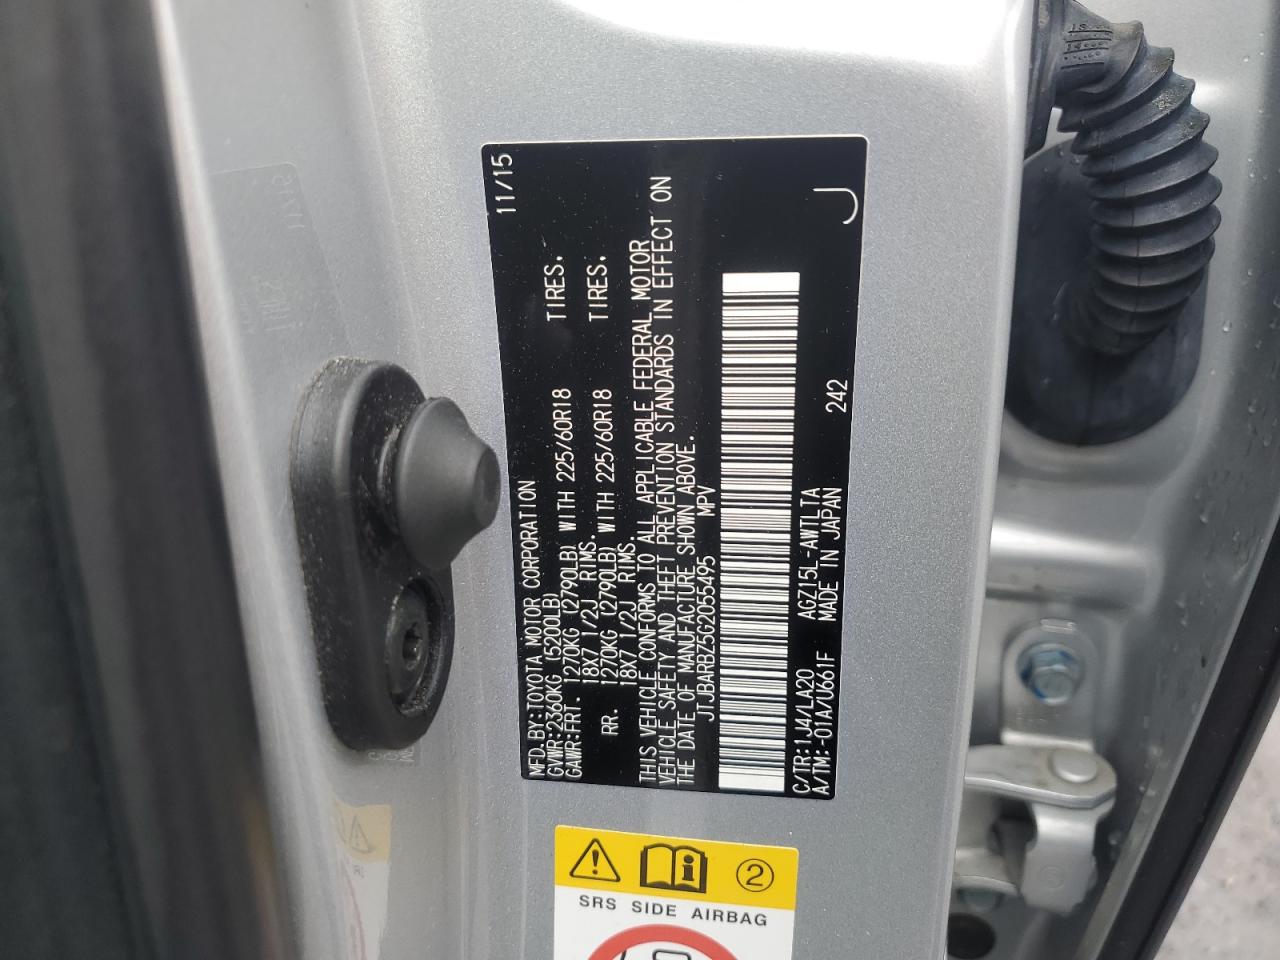 11/15
MFD.BY:TOYOTA MOTOR CORPORATION
GVWR:2360KG (5200LB)
GAWR:FRT. 1270KG (2790LB) WITH 225/60R18 TIRES.
18X7 1/2J RIMS.
RR. 1270KG (2790LB) WITH 225/60R18 TIRES.
18X7 1/2J RIMS.
THIS VEHICLE CONFORMS TO ALL APPLICABLE FEDERAL MOTOR
VEHICLE SAFETY AND THEFT PREVENTION STANDARDS IN EFFECT ON
THE DATE OF MANUFACTURE SHOWN ABOVE.
JTJBARBZ5G2055495 MPV
C/TR:1J4/LA20 AGZ15L-AWTLTA 242
A/TM:-01A/U661F MADE IN JAPAN
J
2
SRS SIDE AIRBAG